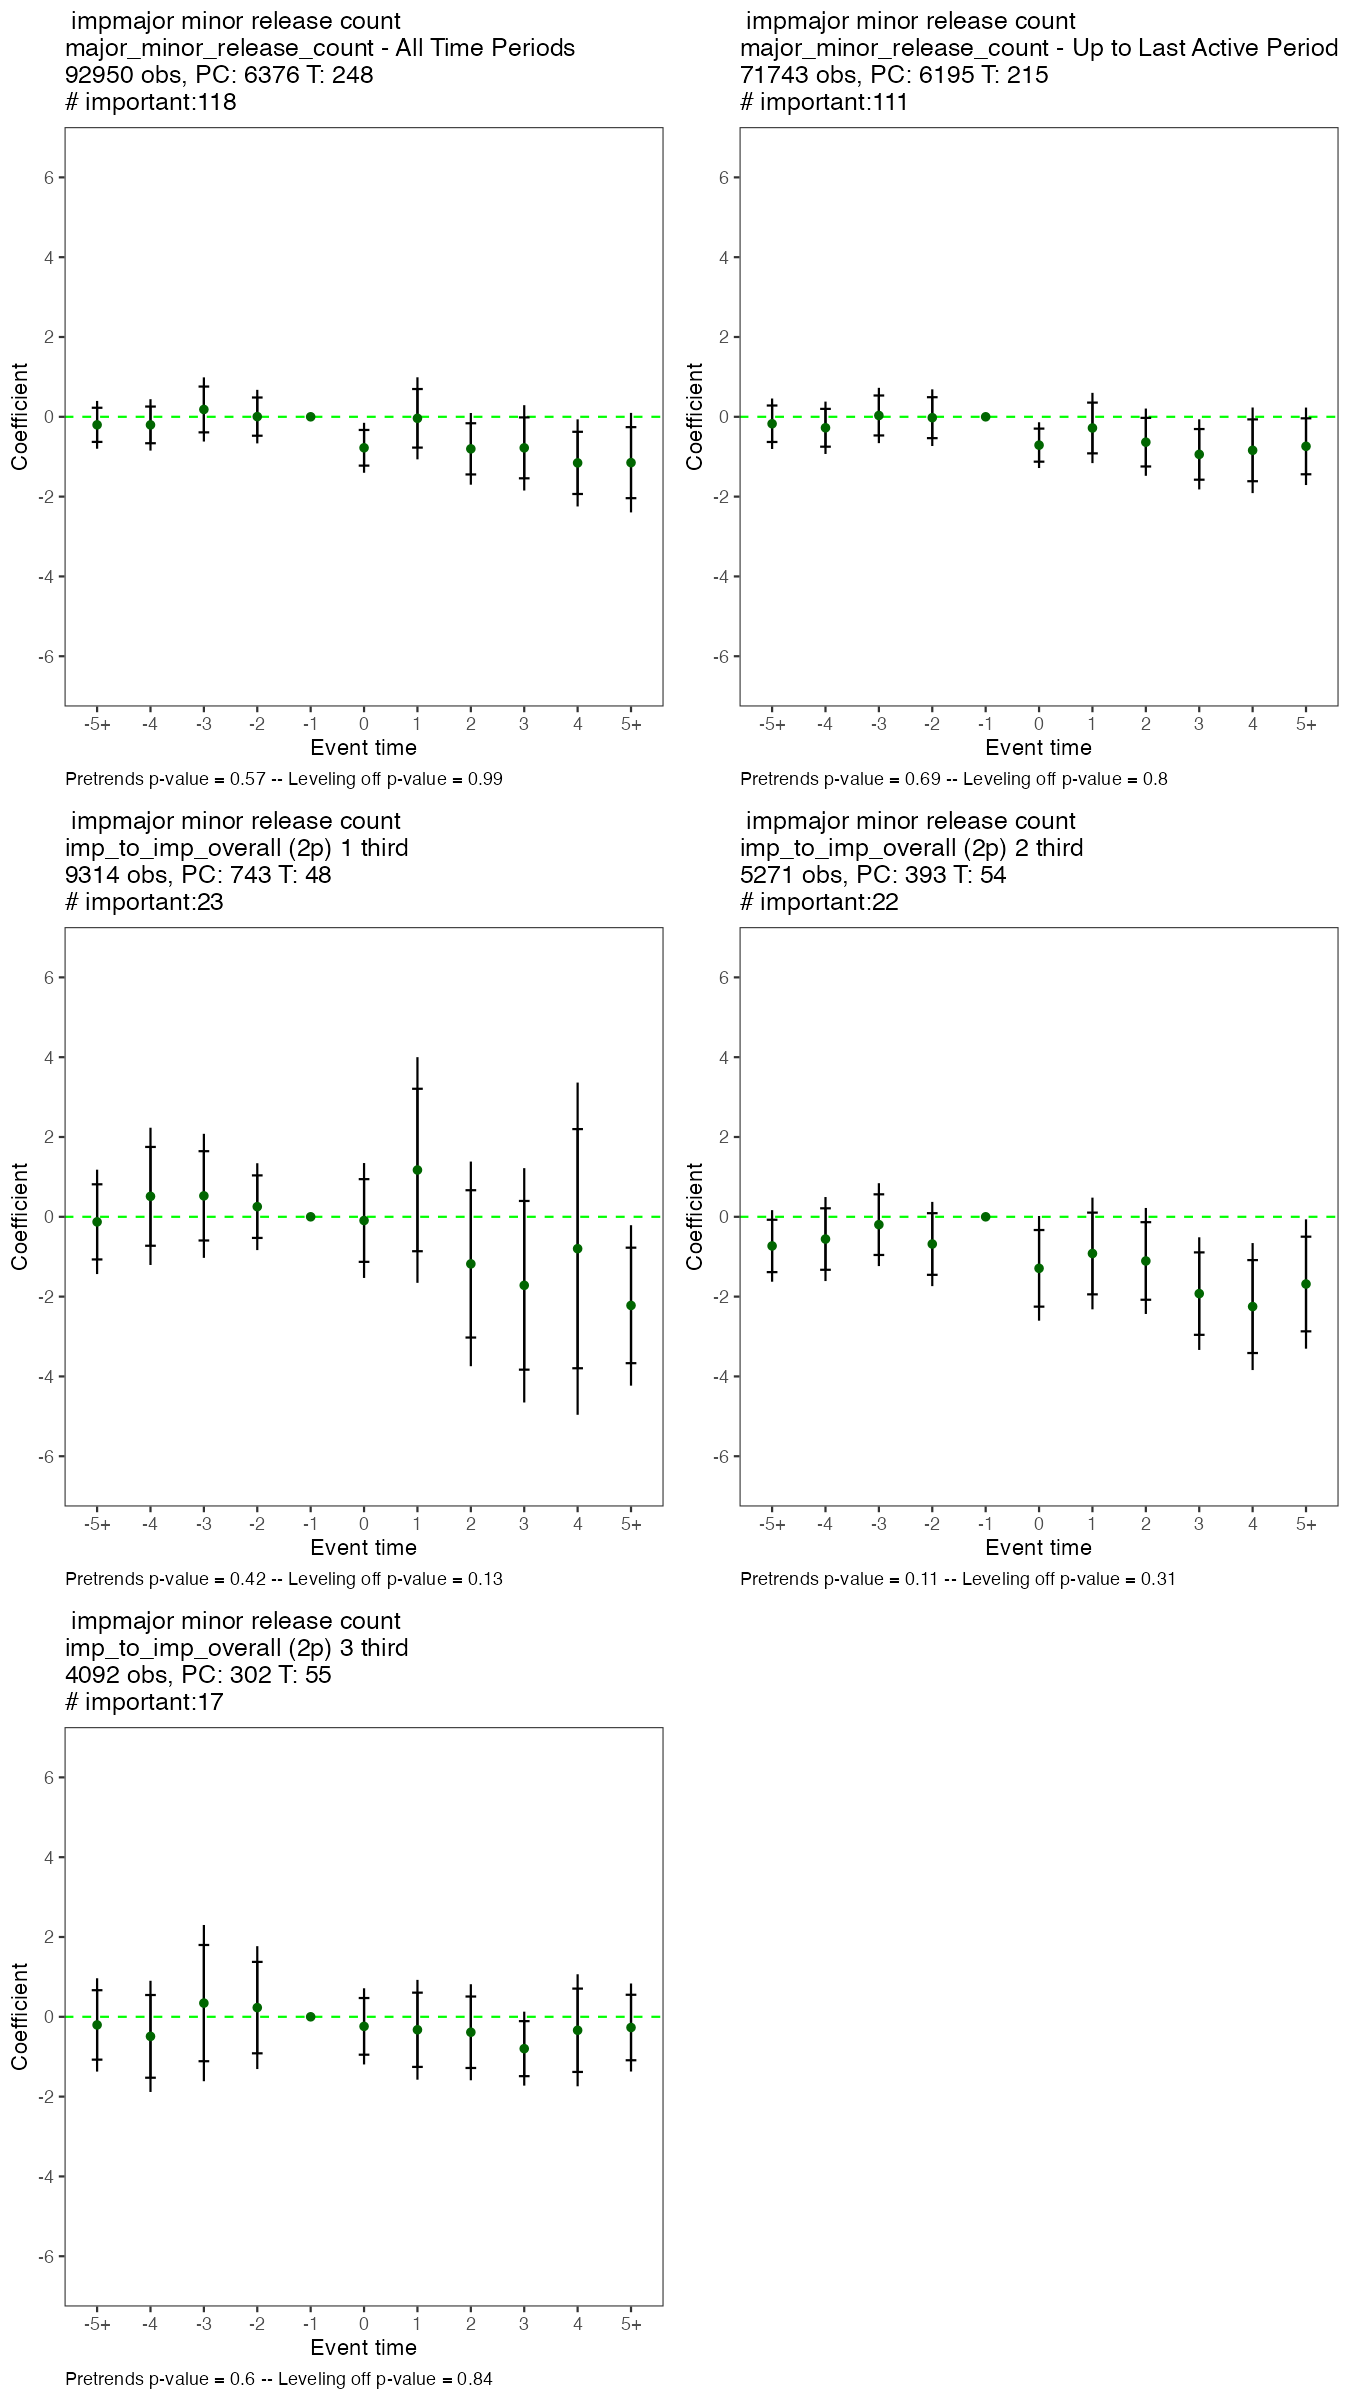 impmajor minor release count
major_minor_release_count - All Time Periods
92950 obs, PC: 6376 T: 248
# important:118
6
4
2
0
-2
-4
-6
Coefficient
-5+ -4 -3 -2 -1 0 1 2 3 4 5+
Event time
Pretrends p-value = 0.57 -- Leveling off p-value = 0.99
impmajor minor release count
major_minor_release_count - Up to Last Active Period
71743 obs, PC: 6195 T: 215
# important:111
6
4
2
0
-2
-4
-6
Coefficient
-5+ -4 -3 -2 -1 0 1 2 3 4 5+
Event time
Pretrends p-value = 0.69 -- Leveling off p-value = 0.8
impmajor minor release count
imp_to_imp_overall (2p) 1 third
9314 obs, PC: 743 T: 48
# important:23
6
4
2
0
-2
-4
-6
Coefficient
-5+ -4 -3 -2 -1 0 1 2 3 4 5+
Event time
Pretrends p-value = 0.42 -- Leveling off p-value = 0.13
impmajor minor release count
imp_to_imp_overall (2p) 2 third
5271 obs, PC: 393 T: 54
# important:22
6
4
2
0
-2
-4
-6
Coefficient
-5+ -4 -3 -2 -1 0 1 2 3 4 5+
Event time
Pretrends p-value = 0.11 -- Leveling off p-value = 0.31
impmajor minor release count
imp_to_imp_overall (2p) 3 third
4092 obs, PC: 302 T: 55
# important:17
6
4
2
0
-2
-4
-6
Coefficient
-5+ -4 -3 -2 -1 0 1 2 3 4 5+
Event time
Pretrends p-value = 0.6 -- Leveling off p-value = 0.84